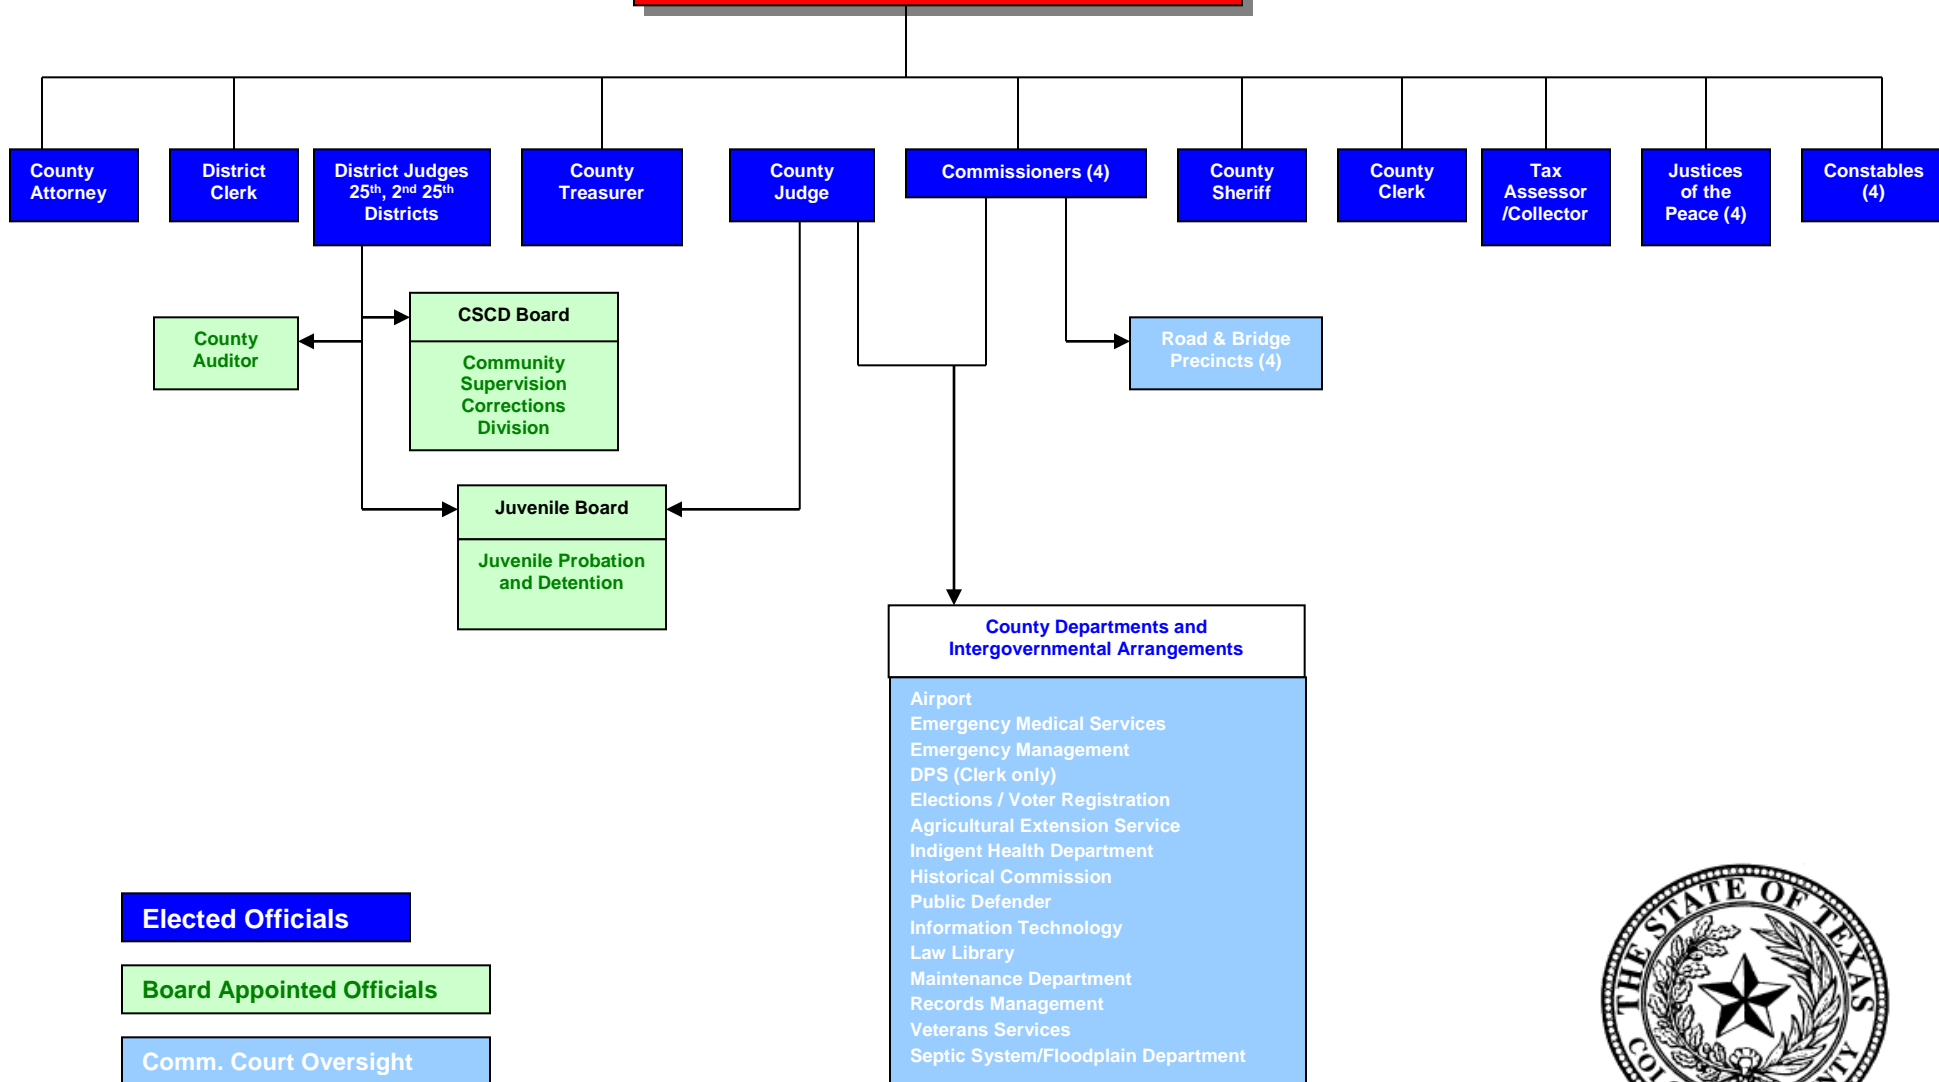 County
Attorney
District
Clerk
District Judges
25th, 2nd 25th
Districts
County
Treasurer
County
Judge
Commissioners (4)
County
Sheriff
County
Clerk
Tax
Assessor
/Collector
Justices
of the
Peace (4)
Constables
(4)
County
Auditor
CSCD Board
Community
Supervision
Corrections
Division
Road & Bridge
Precincts (4)
Juvenile Board
Juvenile Probation
and Detention
County Departments and
Intergovernmental Arrangements
Airport
Emergency Medical Services
Emergency Management
DPS (Clerk only)
Elections / Voter Registration
Agricultural Extension Service
Indigent Health Department
Historical Commission
Public Defender
Information Technology
Law Library
Maintenance Department
Records Management
Veterans Services
Septic System/Floodplain Department
Elected Officials
Board Appointed Officials
Comm. Court Oversight
THE STATE OF TEXAS